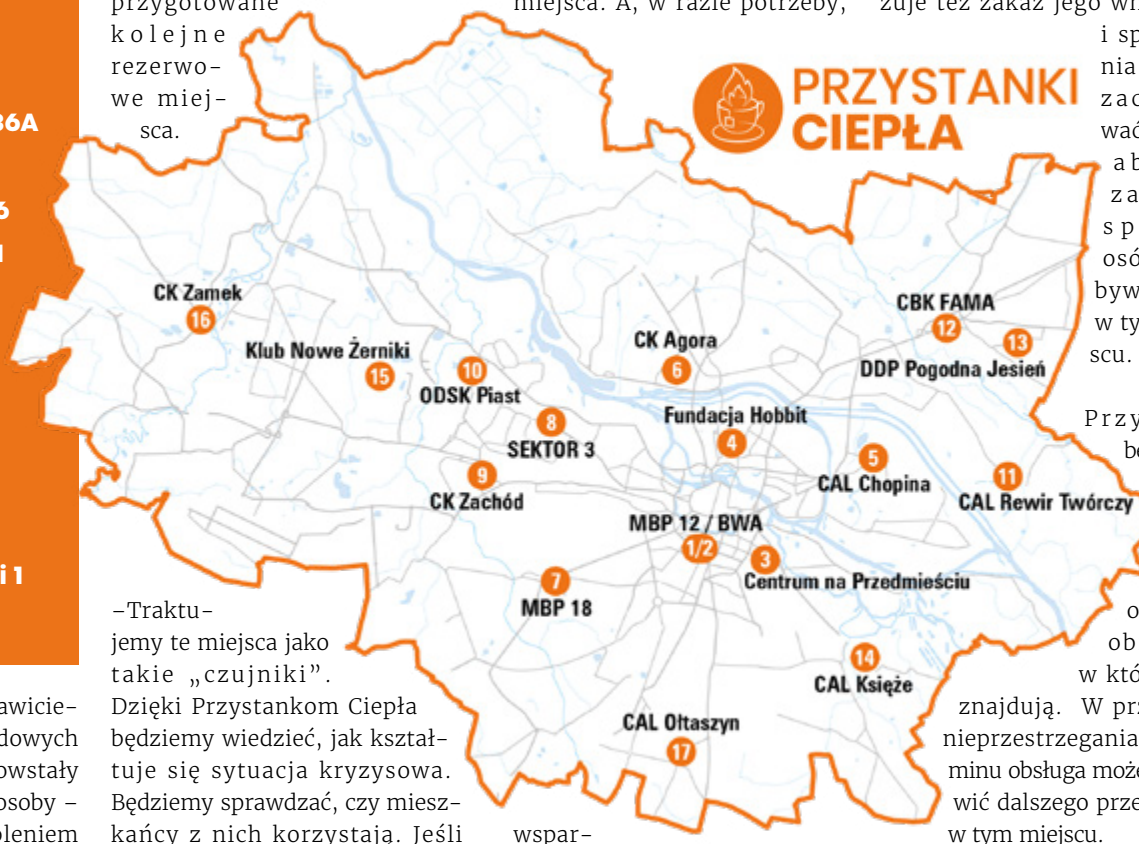 36A
6
1
i 1
awicie–
dowych
owstały
osoby –
oleniem
przygotowane
kolejne
rezerwo–
we miej–
sca.
–Traktu–
jemy te miejsca jako
takie „czujniki”.
Dzięki Przystankom Ciepła
będziemy wiedzieć, jak kształ–
tuje się sytuacja kryzysowa.
Będziemy sprawdzać, czy miesz–
kańcy z nich korzystają. Jeśli
miejsca. A, w razie potrzeby,
wspar–
PRZYSTANKI
CIEPŁA
CK Zamek
16
Klub Nowe Żerniki
15
10
ODSK Piast
8
SEKTOR 3
9
CK Zachód
CK Agora
6
Fundacja Hobbit
4
CBK FAMA
12
13
DDP Pogodna Jesień
5
CAL Chopina
11
CAL Rewir Twórczy
MBP 12 / BWA
1/2
3
Centrum na Przedmieściu
7
MBP 18
14
CAL Księże
CAL Ołtaszyn
17
zuje też zakaz jego wn
i sp
nia
zac
wać
ab
za
sp
osó
byw
w ty
scu.
Przy
be
o
ob
w któ
znajdują. W prz
nieprzestrzegania
minu obsługa może
wić dalszego prze
w tym miejscu.